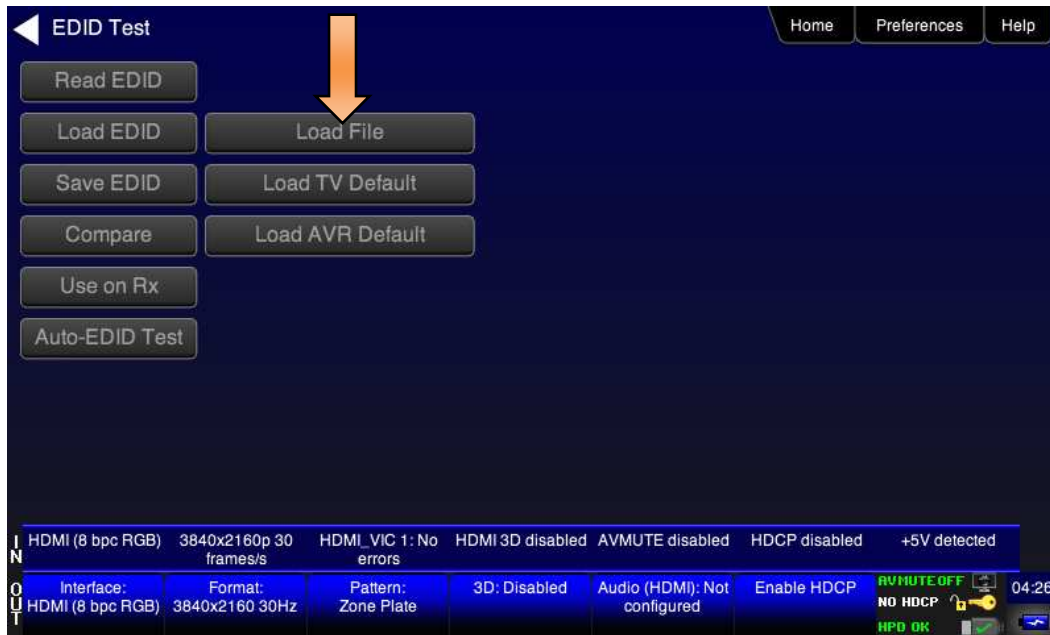 EDID Test
Home
Preferences
Help
Read EDID
Load EDID
Load File
Save EDID
Load TV Default
Compare
Load AVR Default
Use on Rx
Auto-EDID Test
IN
HDMI (8 bpc RGB)
3840x2160p 30
frames/s
HDMI_VIC 1: No
errors
HDMI 3D disabled
AVMUTE disabled
HDCP disabled
+5V detected
OUT
Interface:
HDMI (8 bpc RGB)
Format:
3840x2160 30Hz
Pattern:
Zone Plate
3D: Disabled
Audio (HDMI): Not
configured
Enable HDCP
AVMUTE OFF
NO HDCP
HPD OK
04:26